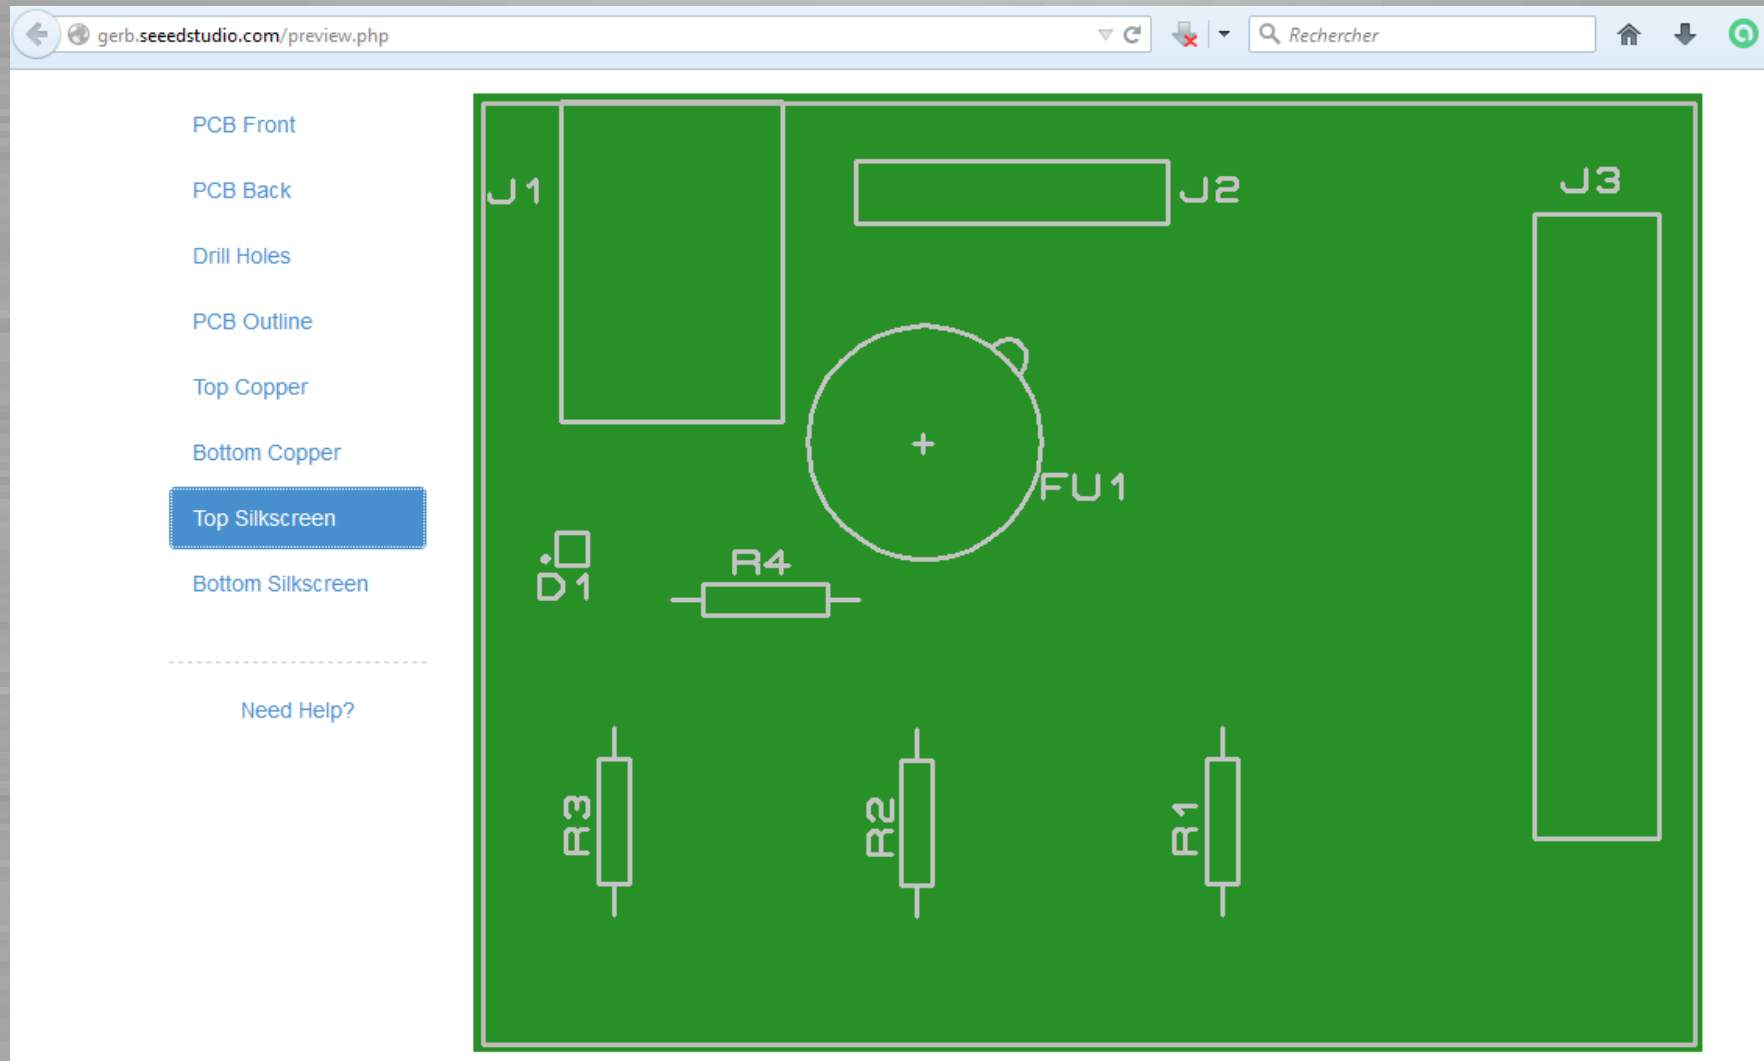 gerb.seeedstudio.com/preview.php
Rechercher
PCB Front
PCB Back
Drill Holes
PCB Outline
Top Copper
Bottom Copper
Top Silkscreen
Bottom Silkscreen
Need Help?
J1
J2
J3
FU1
D1
R4
R3
R2
R1